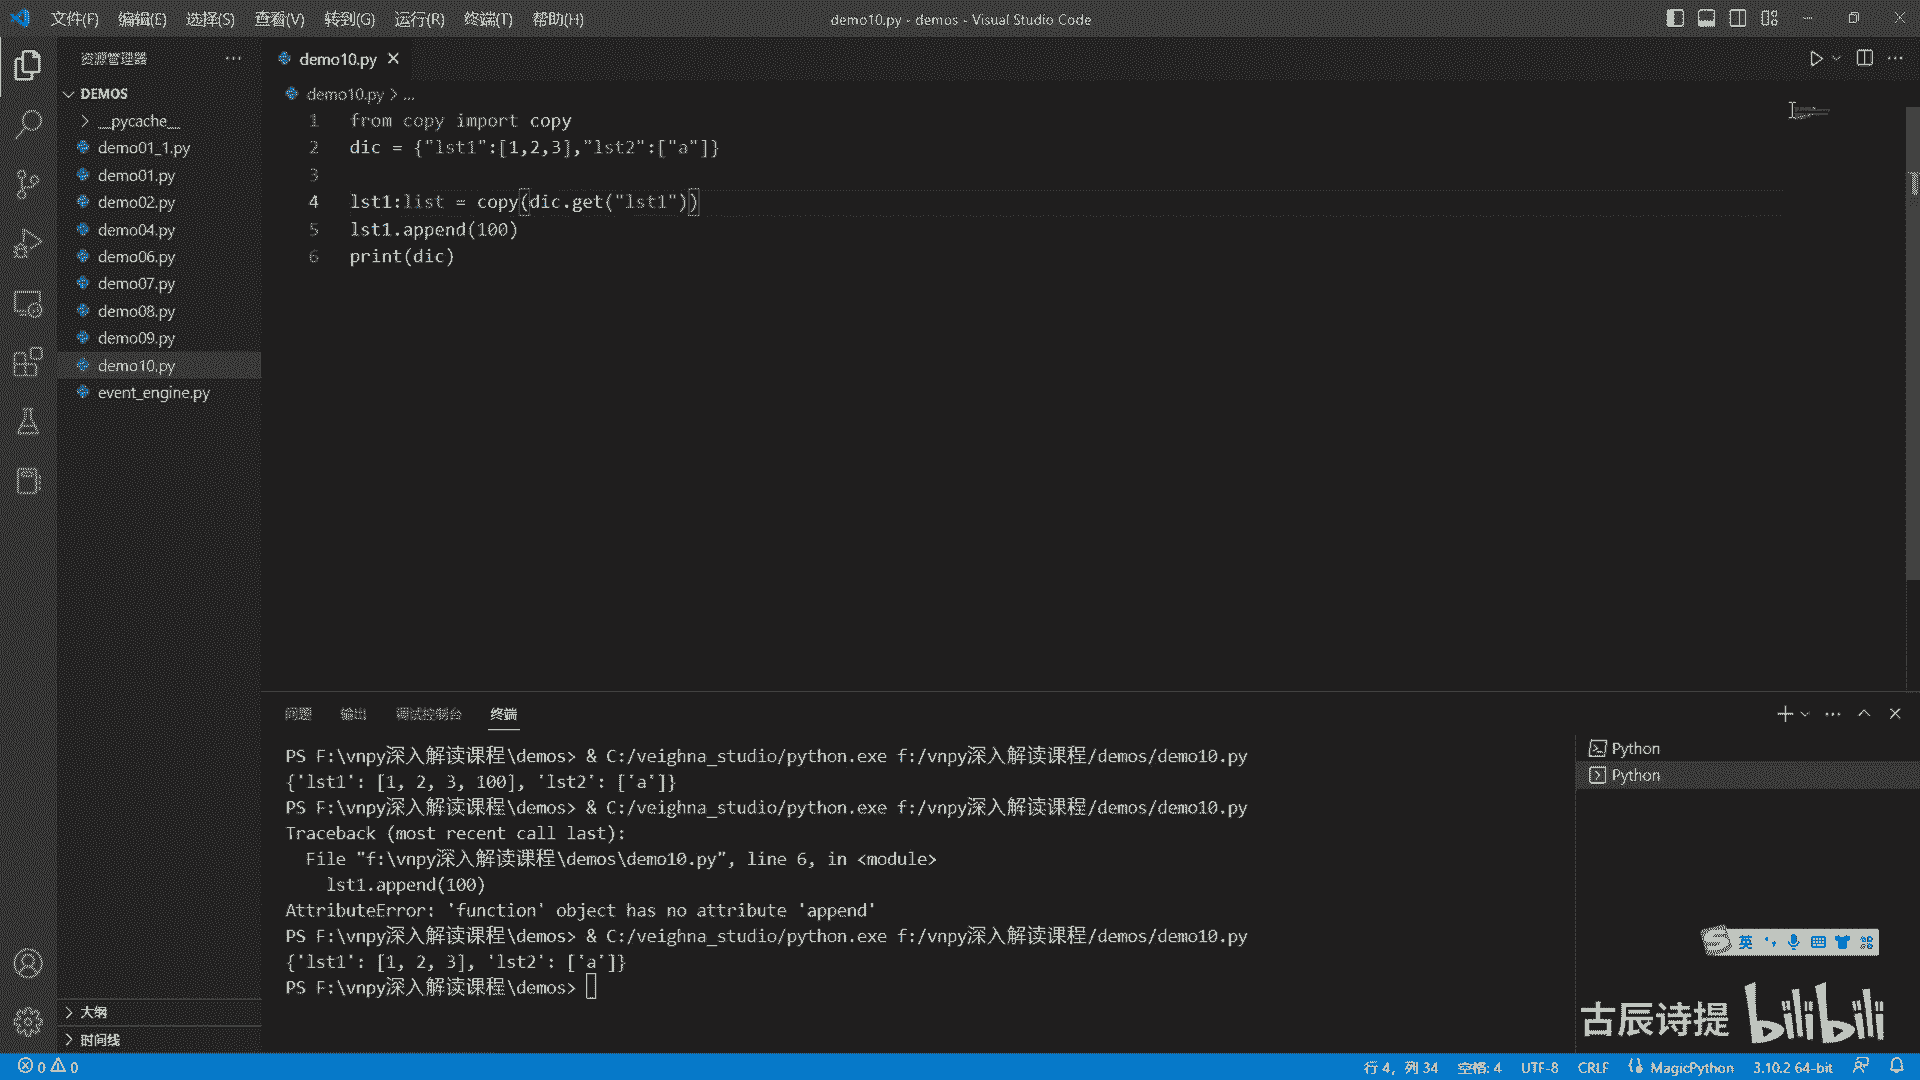 文件(F) 编辑(E) 选择(S) 查看(V) 转到(G) 运行(R) 终端(T) 帮助(H)
demo10.py - demos - Visual Studio Code
资源管理器
DEMOS
__pycache__
demo01_1.py
demo01.py
demo02.py
demo04.py
demo06.py
demo07.py
demo08.py
demo09.py
demo10.py
event_engine.py
大纲
时间线
demo10.py
demo10.py > ...
1 from copy import copy
2 dic = {"lst1":[1,2,3],"lst2":["a"]}
3
4 lst1:list = copy(dic.get("lst1"))
5 lst1.append(100)
6 print(dic)
问题 输出 调试控制台 终端
PS F:\vnpy深入解读课程\demos> & C:/veighna_studio/python.exe f:/vnpy深入解读课程/demos/demo10.py
{'lst1': [1, 2, 3, 100], 'lst2': ['a']}
PS F:\vnpy深入解读课程\demos> & C:/veighna_studio/python.exe f:/vnpy深入解读课程/demos/demo10.py
Traceback (most recent call last):
File "f:\vnpy深入解读课程\demos\demo10.py", line 6, in <module>
lst1.append(100)
AttributeError: 'function' object has no attribute 'append'
PS F:\vnpy深入解读课程\demos> & C:/veighna_studio/python.exe f:/vnpy深入解读课程/demos/demo10.py
{'lst1': [1, 2, 3], 'lst2': ['a']}
PS F:\vnpy深入解读课程\demos>
Python
Python
英
古辰诗提 bilibili
0 0
行 4，列 34 空格: 4 UTF-8 CRLF MagicPython 3.10.2 64-bit